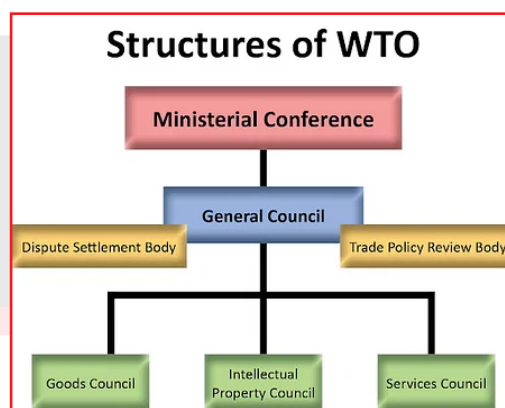 Structures of WTO
Ministerial Conference
General Council
Dispute Settlement Body
Trade Policy Review Body
Goods Council
Intellectual
Property Council
Services Council